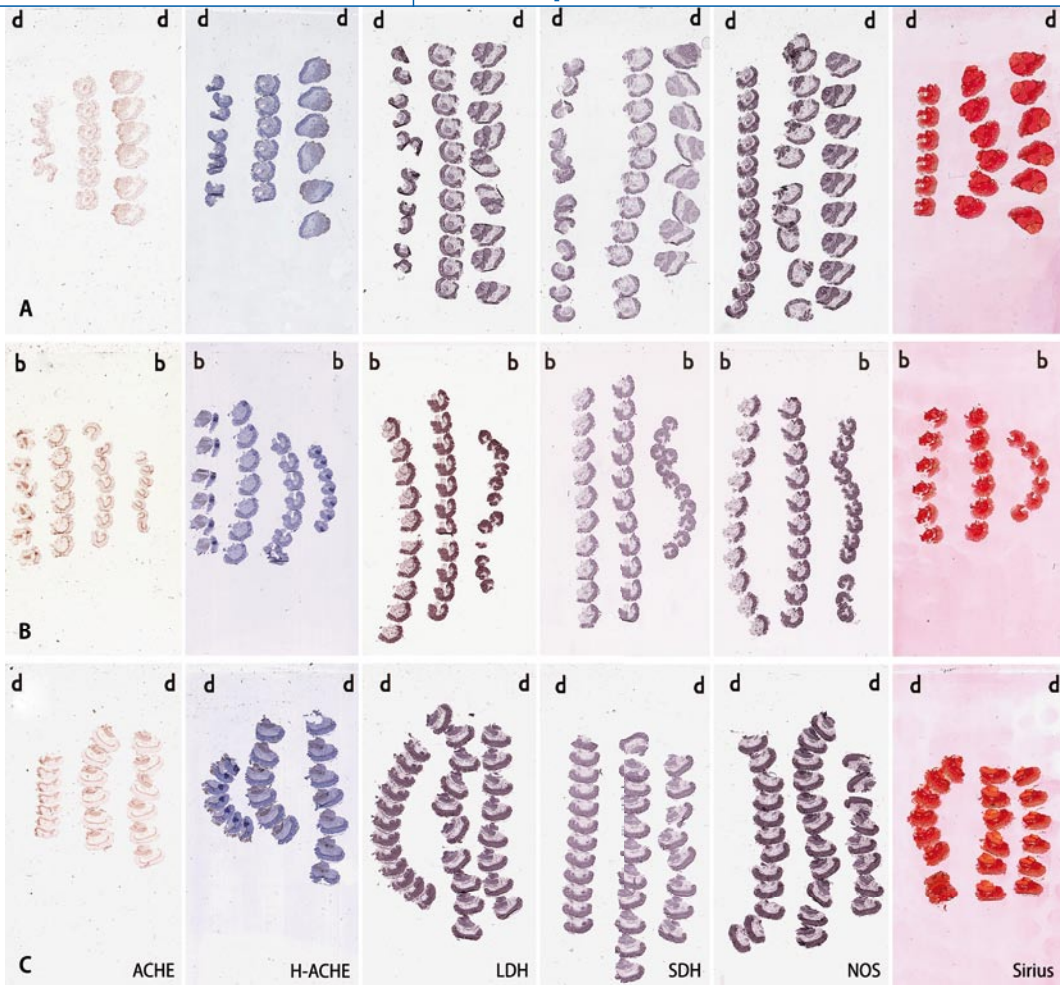 d d d d d d d d d d d d
A
b b b b b b b b b b b b
B
d d d d d d d d d d d d
C ACHE H-ACHE LDH SDH NOS Sirius